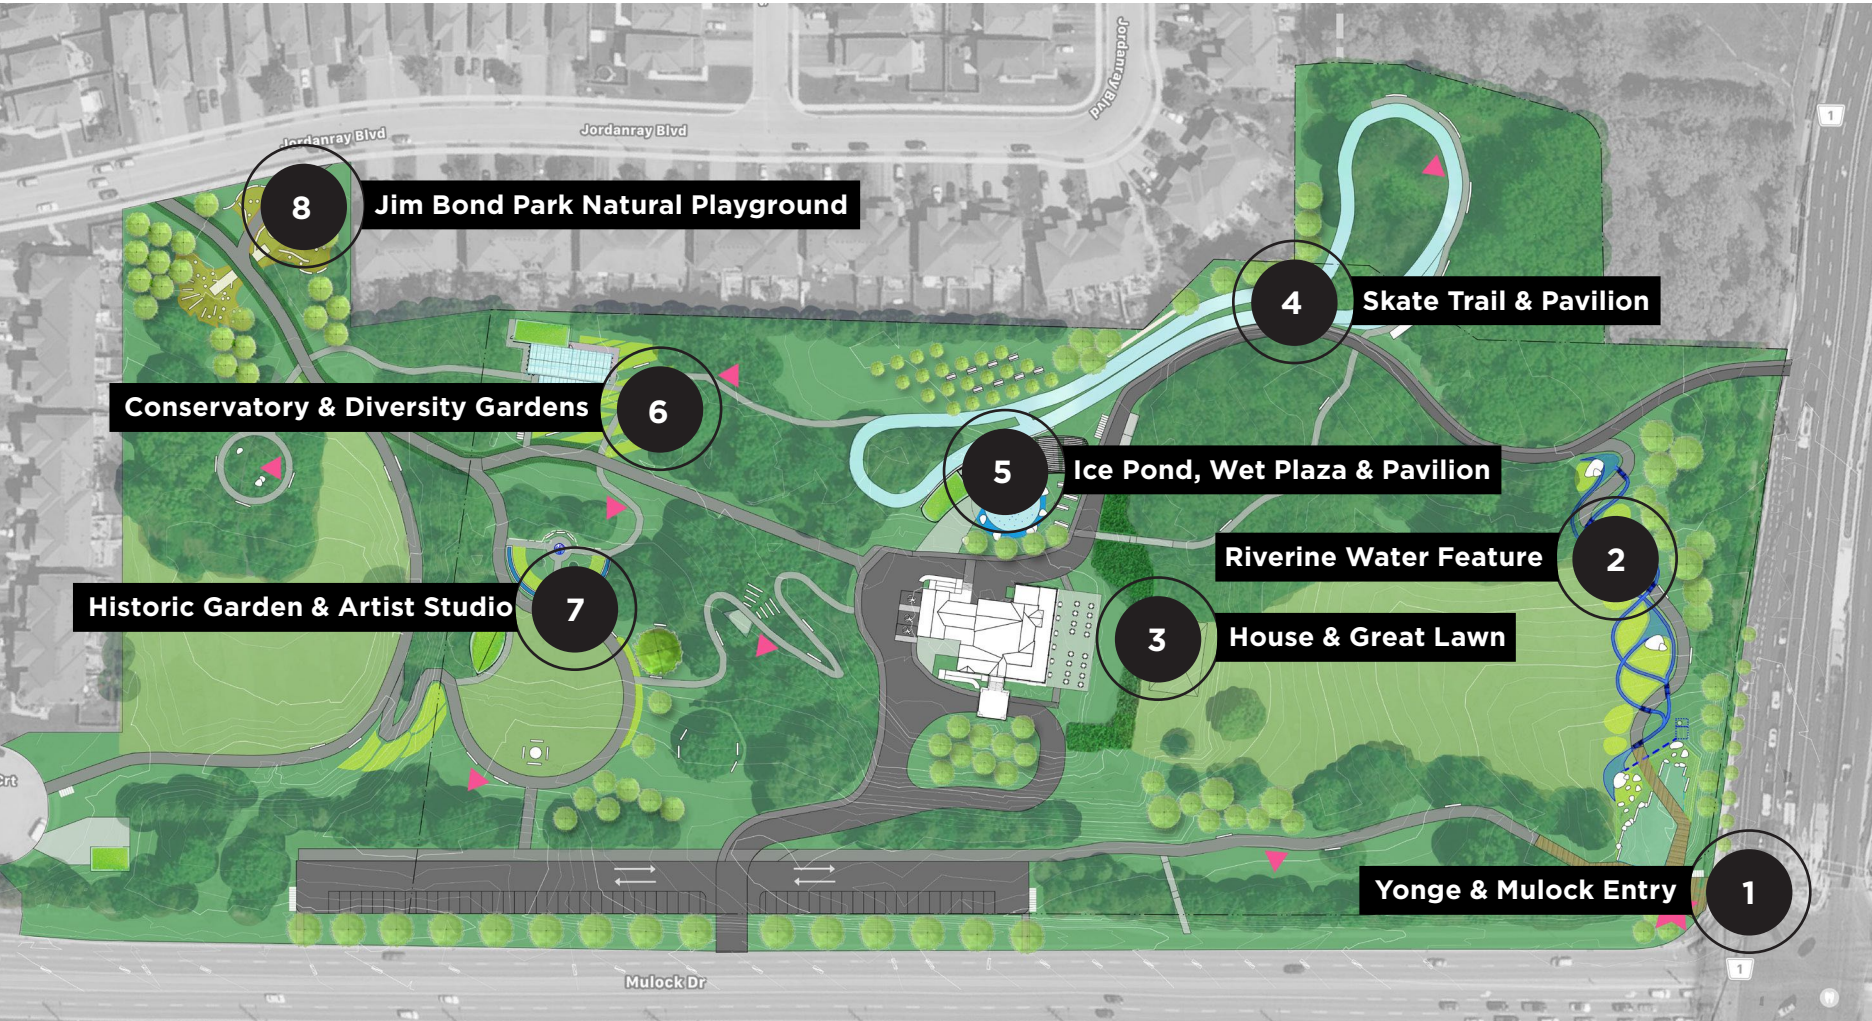 Jordanray Blvd
1
Jordanray Blvd
Jordanray Blvd
8
Jim Bond Park Natural Playground
4
Skate Trail & Pavilion
Conservatory & Diversity Gardens
6
5
Ice Pond, Wet Plaza & Pavilion
Riverine Water Feature
2
Historic Garden & Artist Studio
7
3
House & Great Lawn
Crt
Yonge & Mulock Entry
1
1
Mulock Dr